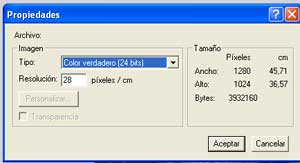 Propiedades
Archivo:
Imagen
Tipo: Color verdadero (24 bits)
Resolución: 28 píxeles / cm
Personalizar...
Transparencia
Tamaño
Píxeles cm
Ancho: 1280 45,71
Alto: 1024 36,57
Bytes: 3932160
Aceptar Cancelar